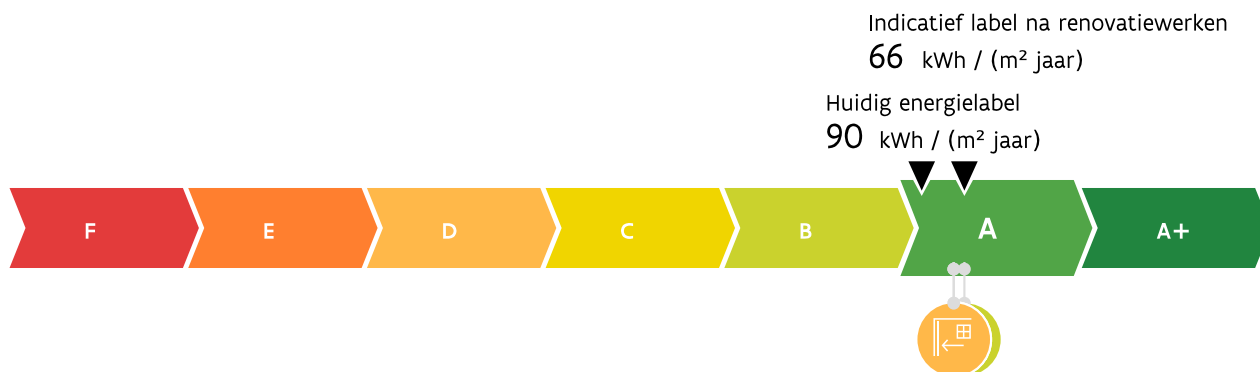 Indicatief label na renovatiewerken
66 kWh / (m² jaar)
Huidig energielabel
90 kWh / (m² jaar)
F E D C B A A+